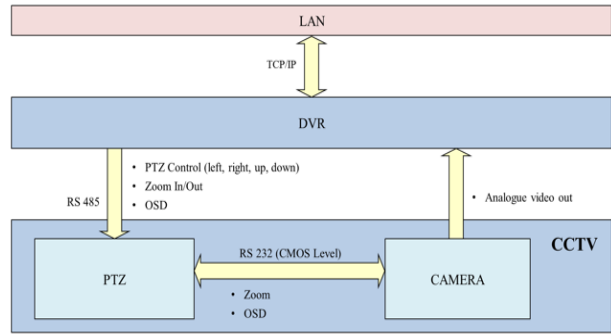 LAN
TCP/IP
DVR
RS 485
• PTZ Control (left, right, up, down)
• Zoom In/Out
• OSD
• Analogue video out
CCTV
PTZ
RS 232 (CMOS Level)
• Zoom
• OSD
CAMERA